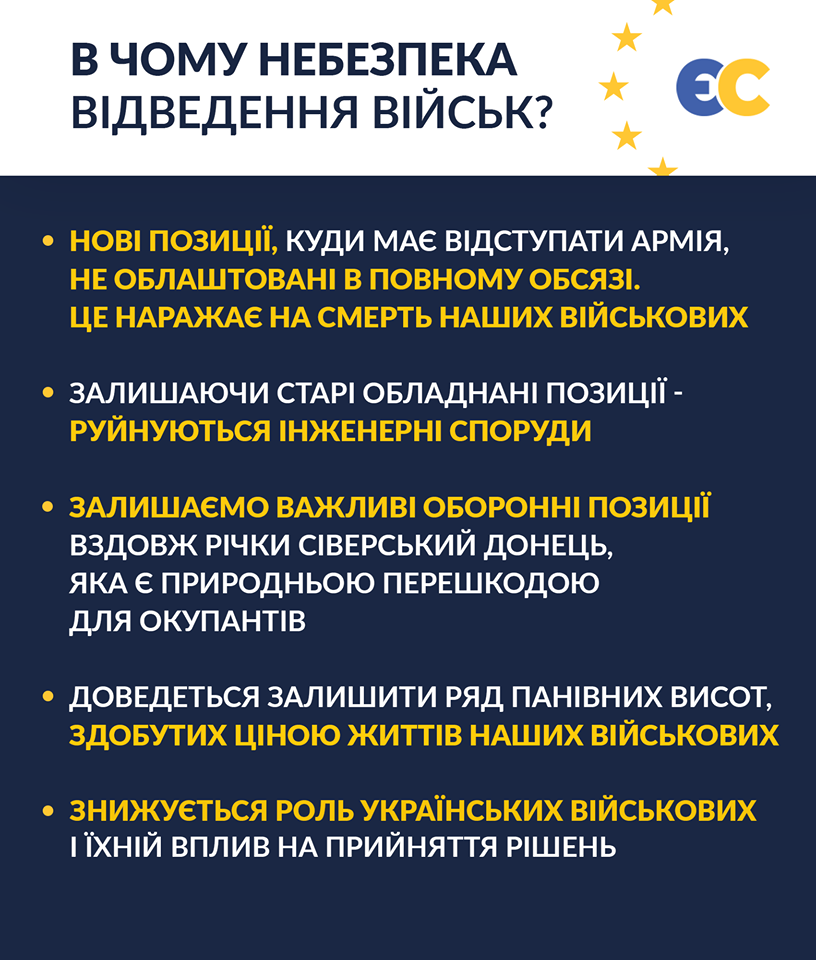 В ЧОМУ НЕБЕЗПЕКА
ВІДВЕДЕННЯ ВІЙСЬК?
ЄС
• НОВІ ПОЗИЦІЇ, КУДИ МАЄ ВІДСТУПАТИ АРМІЯ,
НЕ ОБЛАШТОВАНІ В ПОВНОМУ ОБСЯЗІ.
ЦЕ НАРАЖАЄ НА СМЕРТЬ НАШИХ ВІЙСЬКОВИХ
• ЗАЛИШАЮЧИ СТАРІ ОБЛАДНАНІ ПОЗИЦІЇ -
РУЙНУЮТЬСЯ ІНЖЕНЕРНІ СПОРУДИ
• ЗАЛИШАЄМО ВАЖЛИВІ ОБОРОННІ ПОЗИЦІЇ
ВЗДОВЖ РІЧКИ СІВЕРСЬКИЙ ДОНЕЦЬ,
ЯКА Є ПРИРОДНЬОЮ ПЕРЕШКОДОЮ
ДЛЯ ОКУПАНТІВ
• ДОВЕДЕТЬСЯ ЗАЛИШИТИ РЯД ПАНІВНИХ ВИСОТ,
ЗДОБУТИХ ЦІНОЮ ЖИТТІВ НАШИХ ВІЙСЬКОВИХ
• ЗНИЖУЄТЬСЯ РОЛЬ УКРАЇНСЬКИХ ВІЙСЬКОВИХ
І ЇХНІЙ ВПЛИВ НА ПРИЙНЯТТЯ РІШЕНЬ